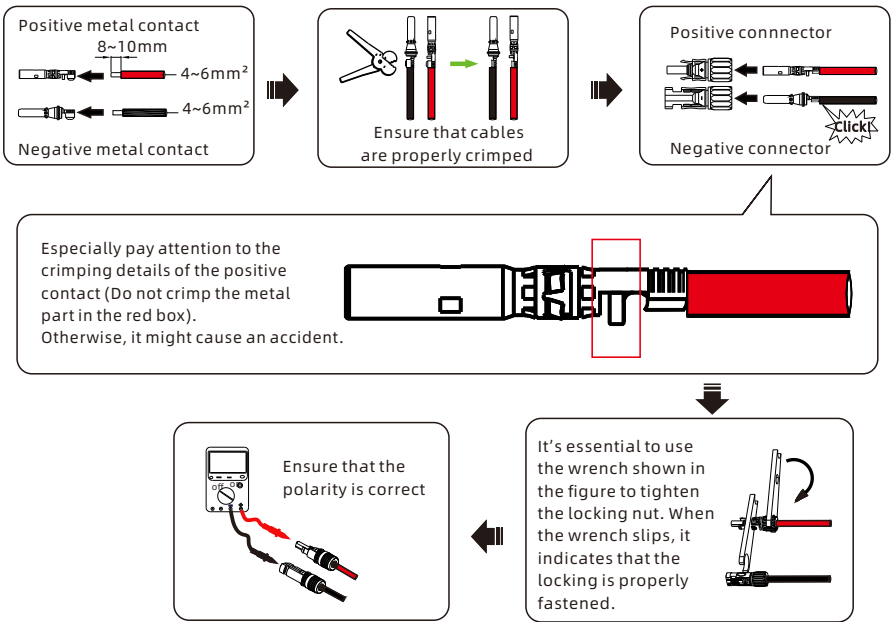 Positive metal contact
8~10mm
4~6mm²
4~6mm²
Negative metal contact
Ensure that cables
are properly crimped
Positive connnector
Click!
Negative connector
Especially pay attention to the
crimping details of the positive
contact (Do not crimp the metal
part in the red box).
Otherwise, it might cause an accident.
It's essential to use
the wrench shown in
the figure to tighten
the locking nut. When
the wrench slips, it
indicates that the
locking is properly
fastened.
Ensure that the
polarity is correct